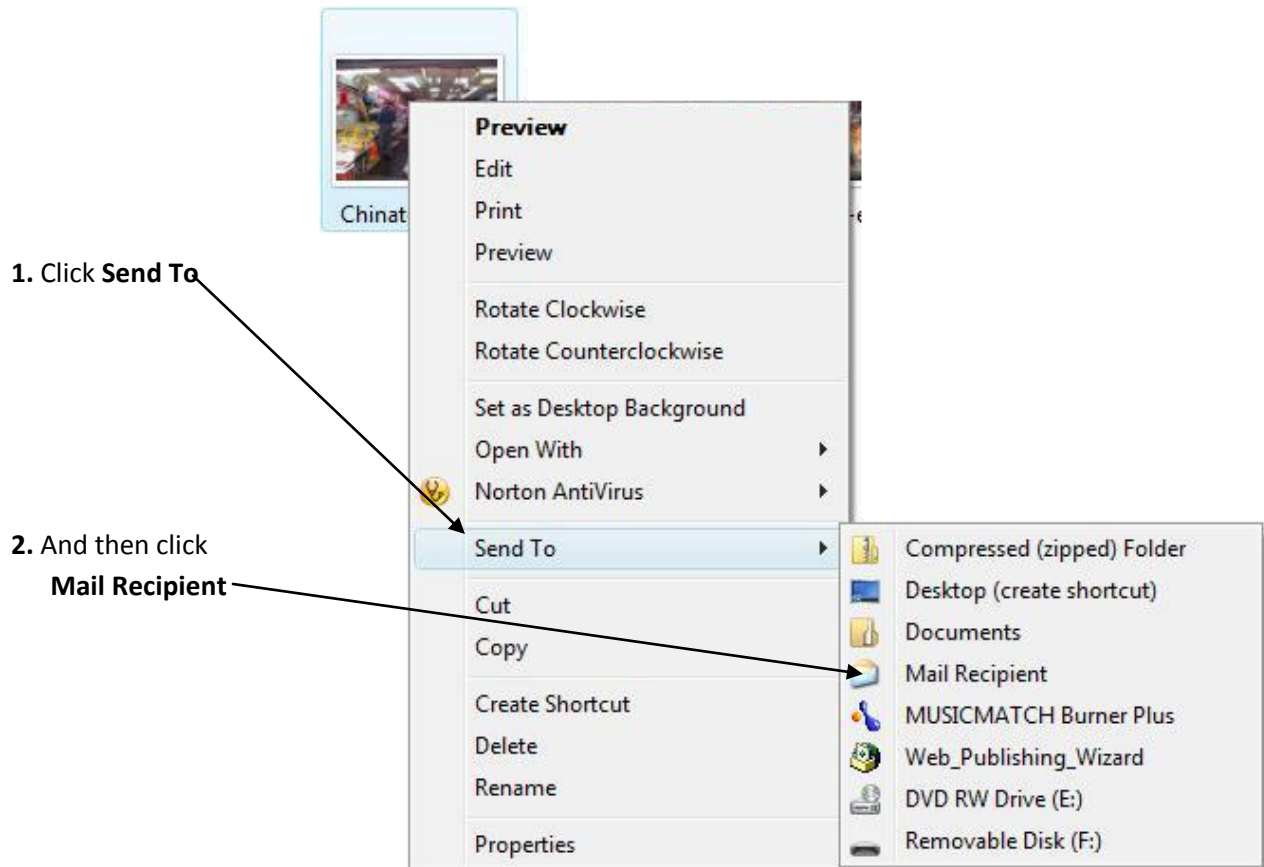 Preview
Edit
Chinat
Print
Preview
1. Click Send To
Rotate Clockwise
Rotate Counterclockwise
Set as Desktop Background
Open With
Norton AntiVirus
2. And then click
Mail Recipient
Send To
Cut
Copy
Create Shortcut
Delete
Rename
Properties
Compressed (zipped) Folder
Desktop (create shortcut)
Documents
Mail Recipient
MUSICMATCH Burner Plus
Web_Publishing_Wizard
DVD RW Drive (E:)
Removable Disk (F:)